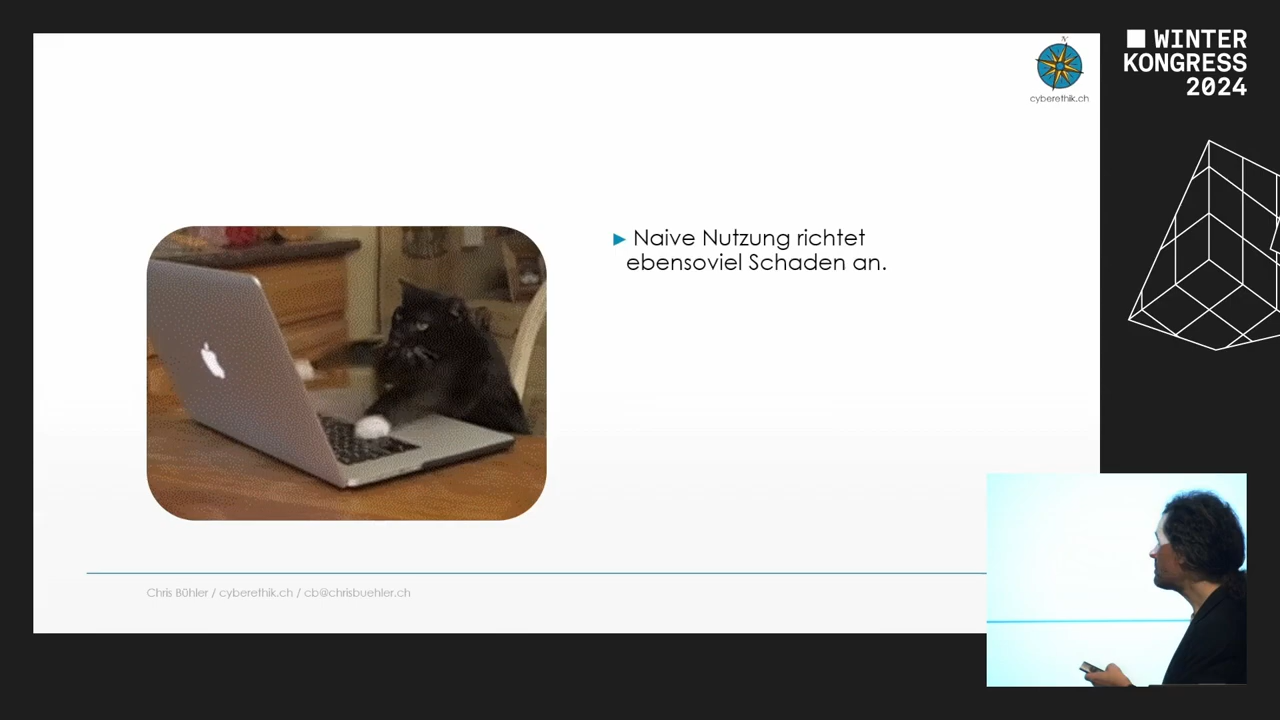 WINTER
KONGRESS
2024
N
cyberethik.ch
► Naive Nutzung richtet
ebensoviel Schaden an.
Chris Bühler / cyberethik.ch / cb@chrisbuehler.ch